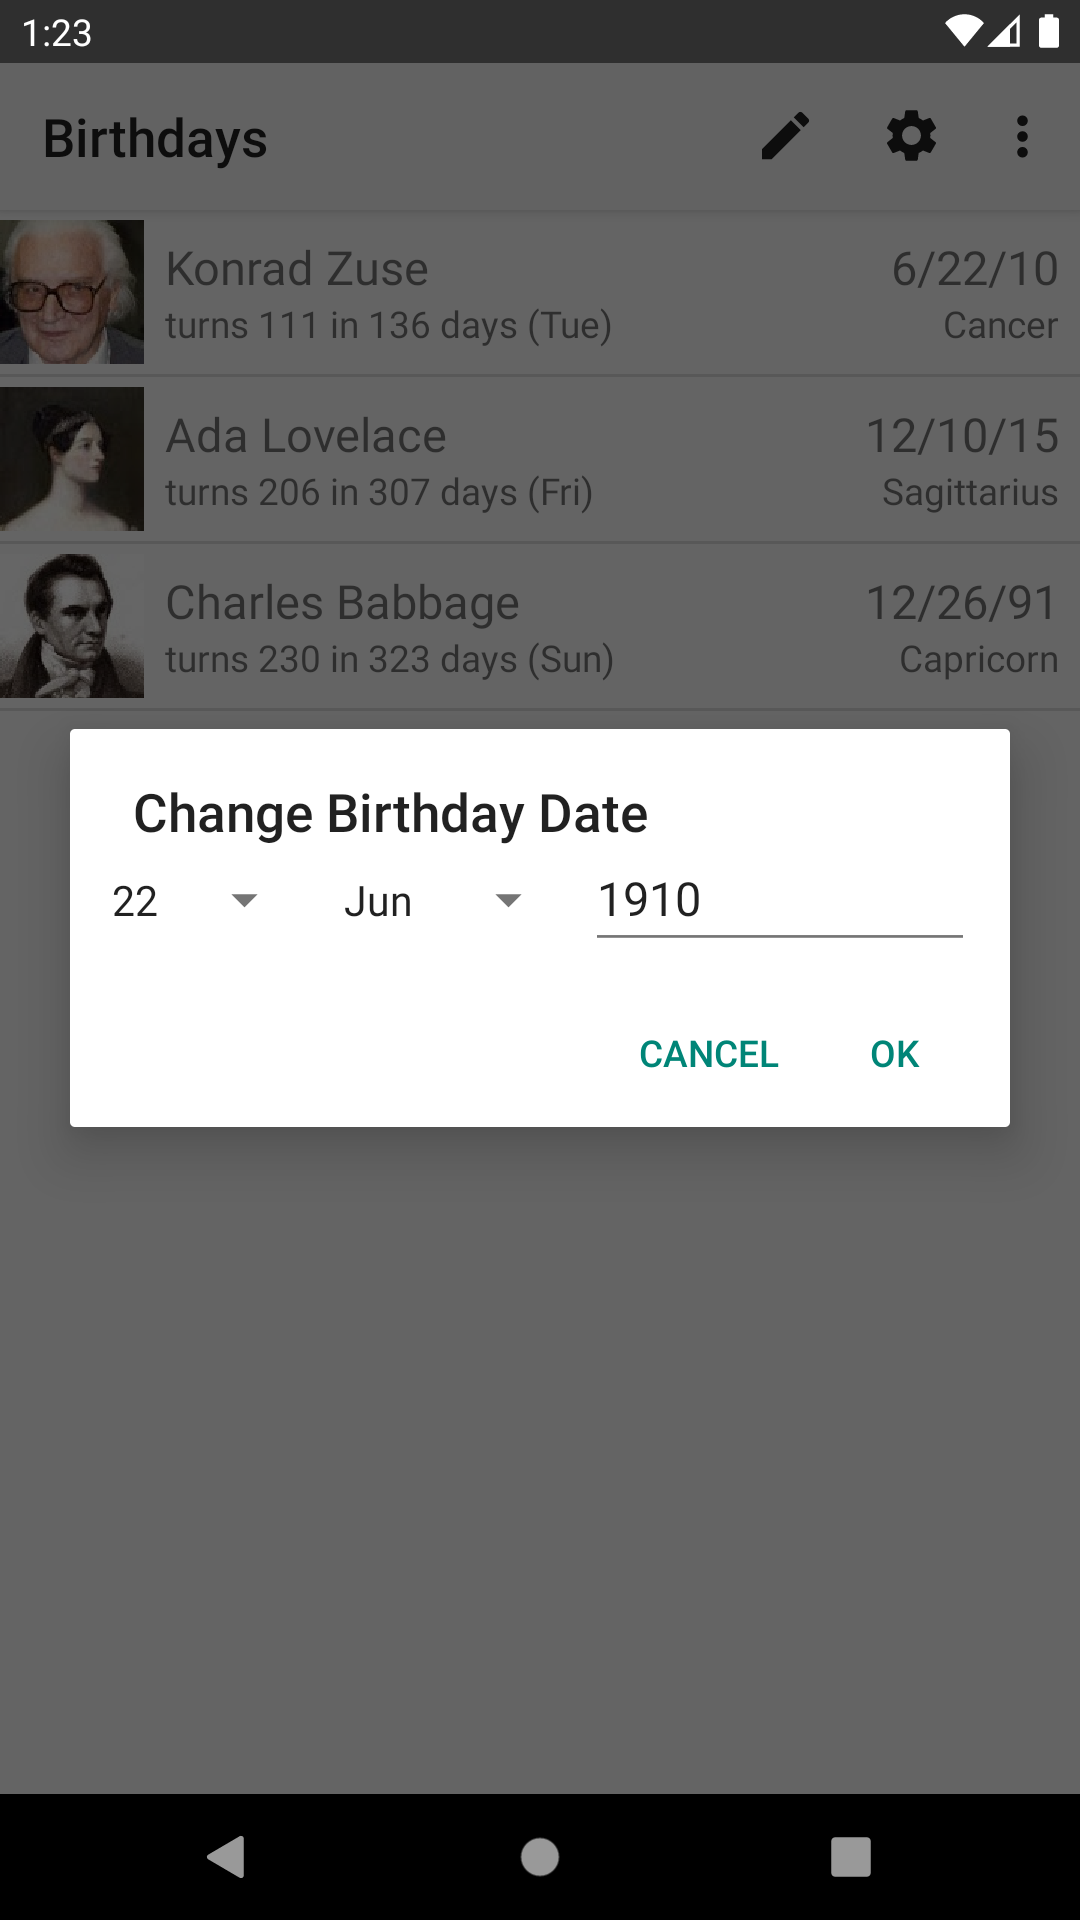 1:23
Birthdays
Konrad Zuse 6/22/10
turns 111 in 136 days (Tue) Cancer
Ada Lovelace 12/10/15
turns 206 in 307 days (Fri) Sagittarius
Charles Babbage 12/26/91
turns 230 in 323 days (Sun) Capricorn
Change Birthday Date
22 Jun 1910
CANCEL OK